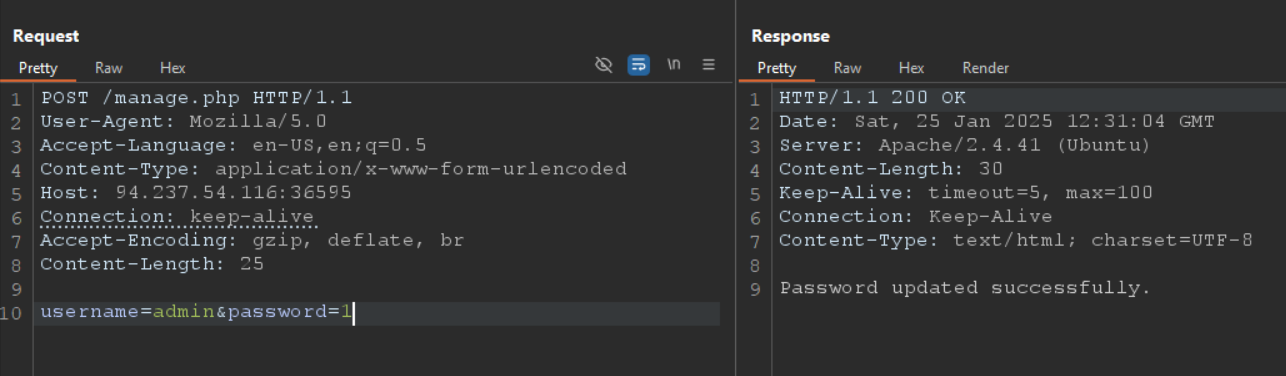 Request
Pretty Raw Hex \n
1 POST /manage.php HTTP/1.1
2 User-Agent: Mozilla/5.0
3 Accept-Language: en-US,en;q=0.5
4 Content-Type: application/x-www-form-urlencoded
5 Host: 94.237.54.116:36595
6 Connection: keep-alive
7 Accept-Encoding: gzip, deflate, br
8 Content-Length: 25
9
10 username=admin&password=1
Response
Pretty Raw Hex Render
1 HTTP/1.1 200 OK
2 Date: Sat, 25 Jan 2025 12:31:04 GMT
3 Server: Apache/2.4.41 (Ubuntu)
4 Content-Length: 30
5 Keep-Alive: timeout=5, max=100
6 Connection: Keep-Alive
7 Content-Type: text/html; charset=UTF-8
8
9 Password updated successfully.